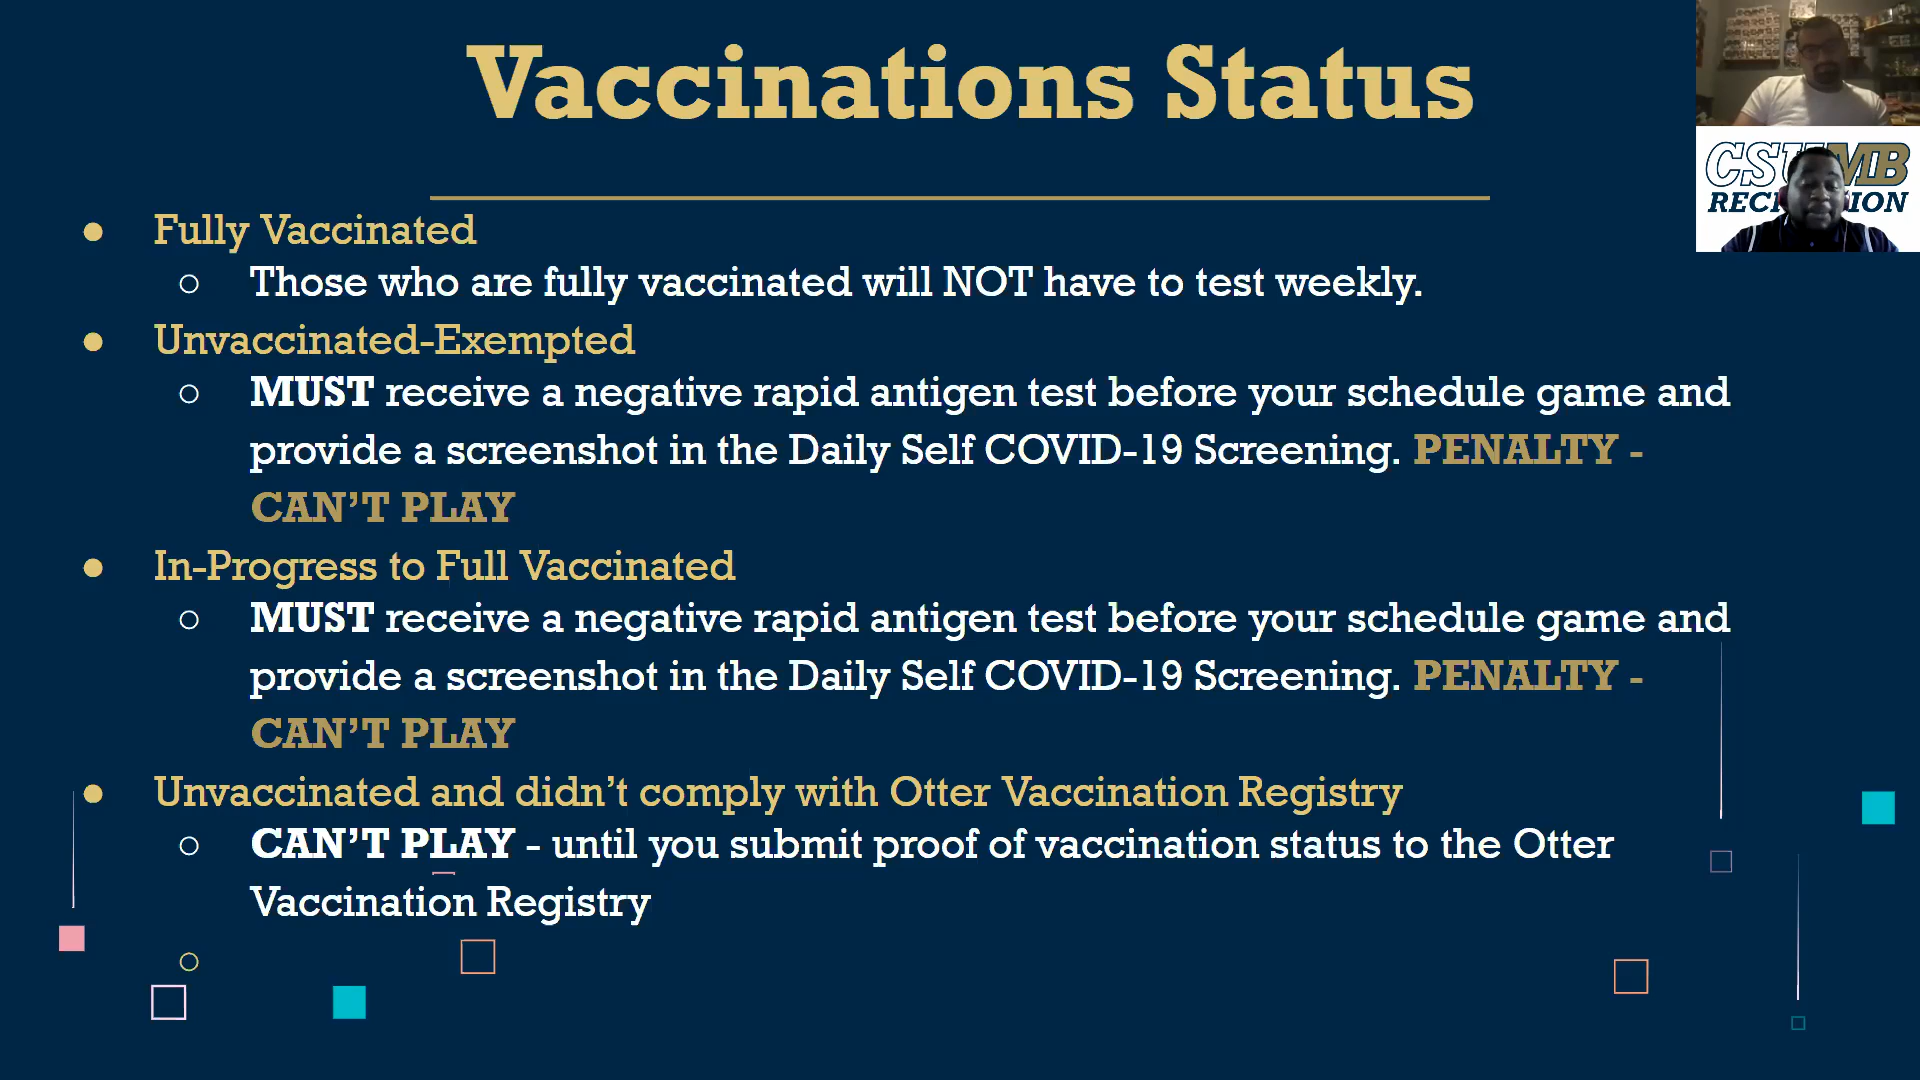 Vaccinations Status
CSUMB
● Fully Vaccinated
○ Those who are fully vaccinated will NOT have to test weekly.
● Unvaccinated-Exempted
○ MUST receive a negative rapid antigen test before your schedule game and
provide a screenshot in the Daily Self COVID-19 Screening. PENALTY -
CAN’T PLAY
● In-Progress to Full Vaccinated
○ MUST receive a negative rapid antigen test before your schedule game and
provide a screenshot in the Daily Self COVID-19 Screening. PENALTY -
CAN’T PLAY
● Unvaccinated and didn’t comply with Otter Vaccination Registry
○ CAN’T PLAY - until you submit proof of vaccination status to the Otter
Vaccination Registry
○